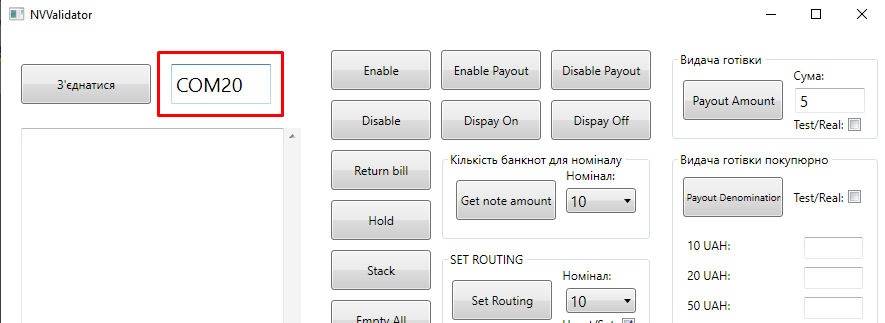 NVValidator
З'єднатися
COM20
Enable
Enable Payout
Disable Payout
Disable
Dispay On
Dispay Off
Return bill
Hold
Stack
Empty All
Кількість банкнот для номіналу
Номінал:
Get note amount
10
SET ROUTING
Номінал:
Set Routing
10
Видача готівки
Сума:
Payout Amount
5
Test/Real:
Видача готівки покупюрно
Payout Denomination
Test/Real:
10 UAH:
20 UAH:
50 UAH: